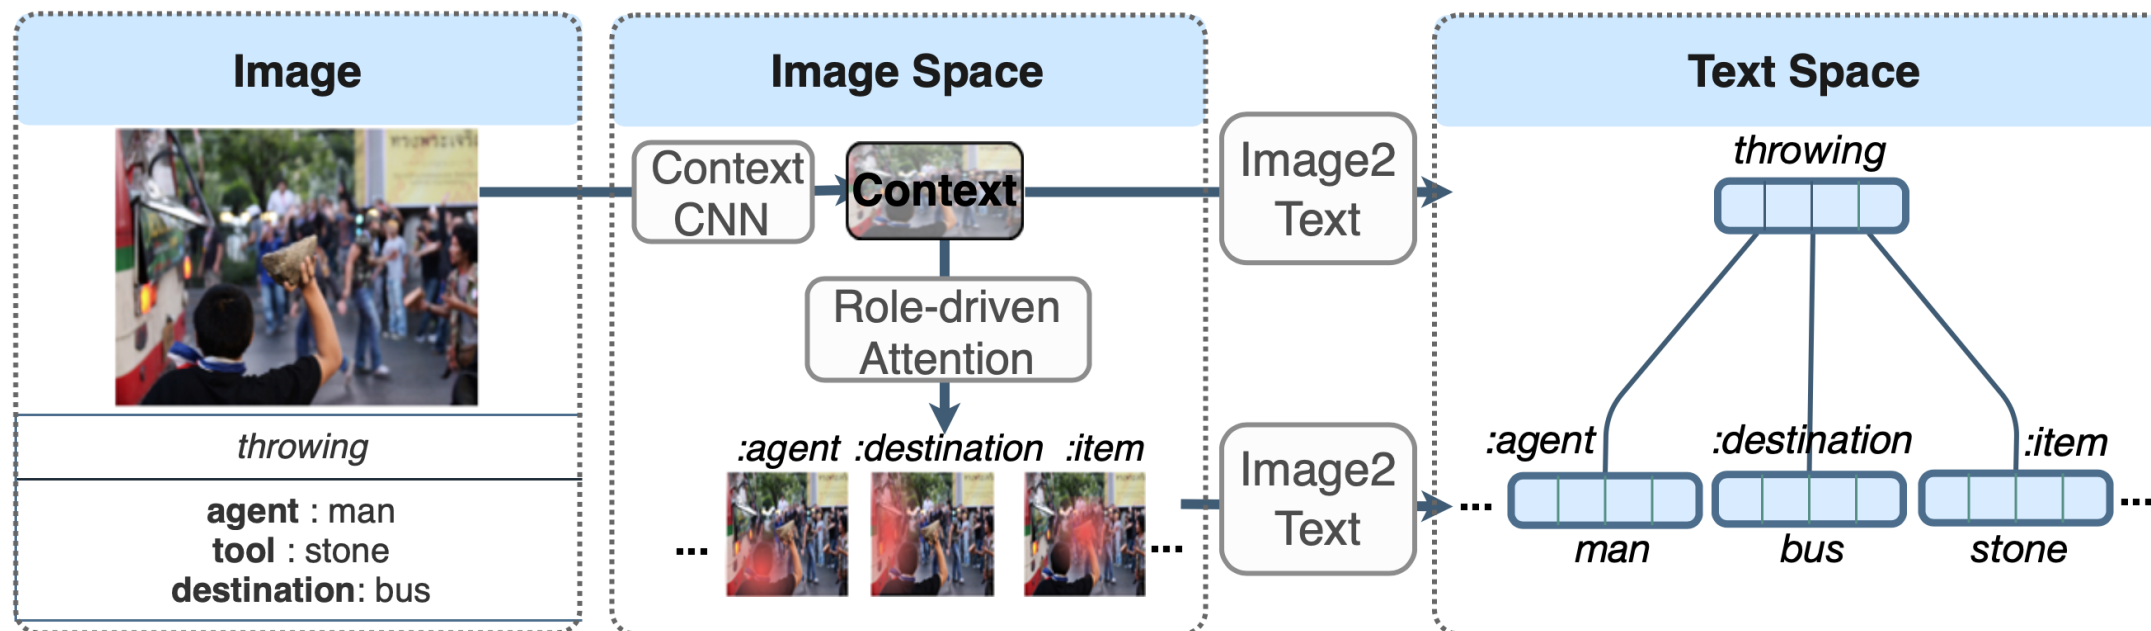 Image
Image Space
Text Space
throwing
agent : man
tool : stone
destination: bus
Context
CNN
Context
Role-driven
Attention
:agent :destination :item
...
...
Image2
Text
Image2
Text
throwing
:agent :destination :item
...
...
man bus stone